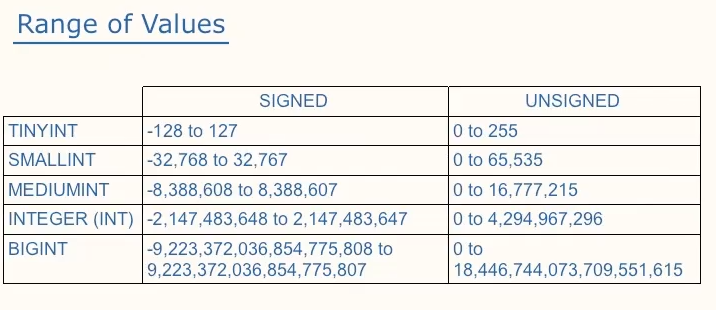 Range of Values
SIGNED UNSIGNED
TINYINT -128 to 127 0 to 255
SMALLINT -32,768 to 32,767 0 to 65,535
MEDIUMINT -8,388,608 to 8,388,607 0 to 16,777,215
INTEGER (INT) -2,147,483,648 to 2,147,483,647 0 to 4,294,967,296
BIGINT -9,223,372,036,854,775,808 to 0 to
9,223,372,036,854,775,807 18,446,744,073,709,551,615